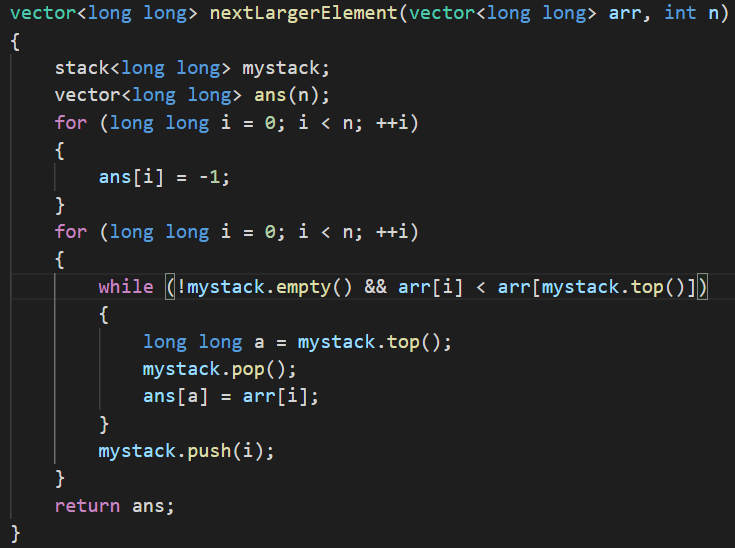 vector<long long> nextLargerElement(vector<long long> arr, int n)
{
    stack<long long> mystack;
    vector<long long> ans(n);
    for (long long i = 0; i < n; ++i)
    {
        ans[i] = -1;
    }
    for (long long i = 0; i < n; ++i)
    {
        while (!mystack.empty() && arr[i] < arr[mystack.top()])
        {
            long long a = mystack.top();
            mystack.pop();
            ans[a] = arr[i];
        }
        mystack.push(i);
    }
    return ans;
}